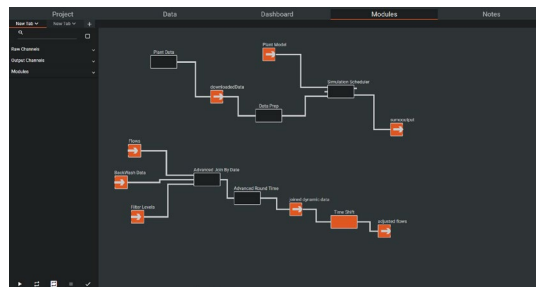 Project
Data
Dashboard
Modules
Notes
New Tab
New Tab
+
Raw Channels
Output Channels
Modules
Plant Data
Plant Model
downloadedData
Simulation Scheduler
Data Prep
Flows
Backwash Data
Advanced Join By Date
Filter Levels
Advanced Round Time
joined dynamic data
Time Shift
adjusted flows